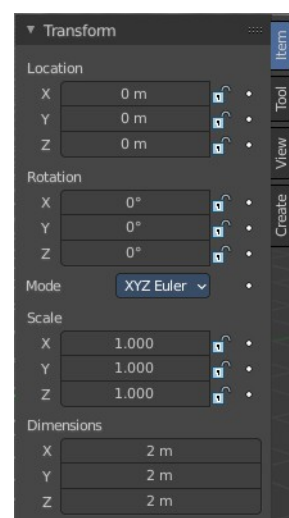 Transform
Location
X 0 m
Y 0 m
Z 0 m
Rotation
X 0°
Y 0°
Z 0°
Mode XYZ Euler
Scale
X 1.000
Y 1.000
Z 1.000
Dimensions
X 2 m
Y 2 m
Z 2 m
Item
Tool
View
Create